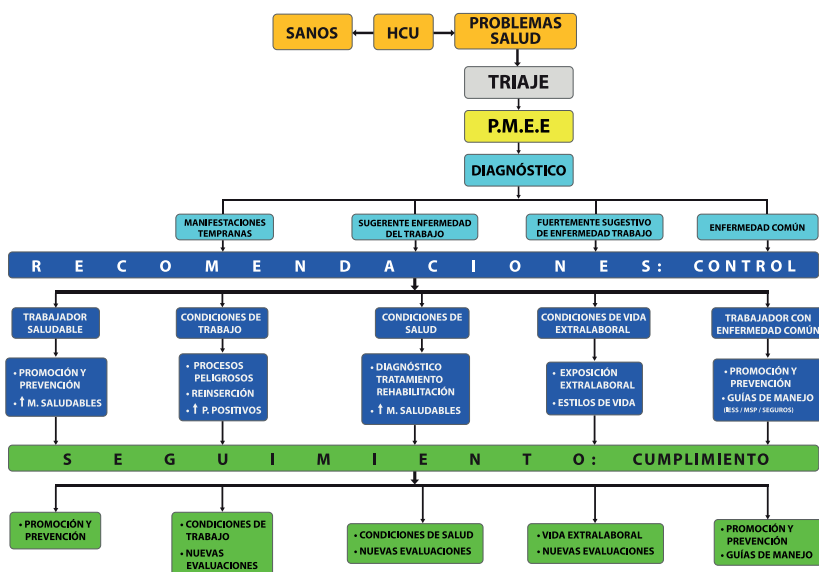 SANOS
HCU
PROBLEMAS
SALUD
TRIAJE
P.M.E.E
DIAGNÓSTICO
MANIFESTACIONES
TEMPRANAS
SUGERENTE ENFERMEDAD
DEL TRABAJO
FUERTEMENTE SUGESTIVO
DE ENFERMEDAD TRABAJO
ENFERMEDAD COMÚN
RECOMENDACIONES: CONTROL
TRABAJADOR
SALUDABLE
CONDICIONES DE
TRABAJO
CONDICIONES DE
SALUD
CONDICIONES DE VIDA
EXTRALABORAL
TRABAJADOR CON
ENFERMEDAD COMÚN
• PROMOCIÓN Y
PREVENCIÓN
• ↑ M. SALUDABLES
• PROCESOS
PELIGROSOS
• REINSERCIÓN
• ↑ P. POSITIVOS
• DIAGNÓSTICO
TRATAMIENTO
REHABILITACIÓN
• ↑ M. SALUDABLES
• EXPOSICIÓN
EXTRALABORAL
• ESTILOS DE VIDA
• PROMOCIÓN Y
PREVENCIÓN
• GUÍAS DE MANEJO
(IESS / MSP / SEGUROS)
SEGUIMIENTO: CUMPLIMIENTO
• PROMOCIÓN Y
PREVENCIÓN
• CONDICIONES DE
TRABAJO
• NUEVAS
EVALUACIONES
• CONDICIONES DE SALUD
• NUEVAS EVALUACIONES
• VIDA EXTRALABORAL
• NUEVAS EVALUACIONES
• PROMOCIÓN Y
PREVENCIÓN
• GUÍAS DE MANEJO